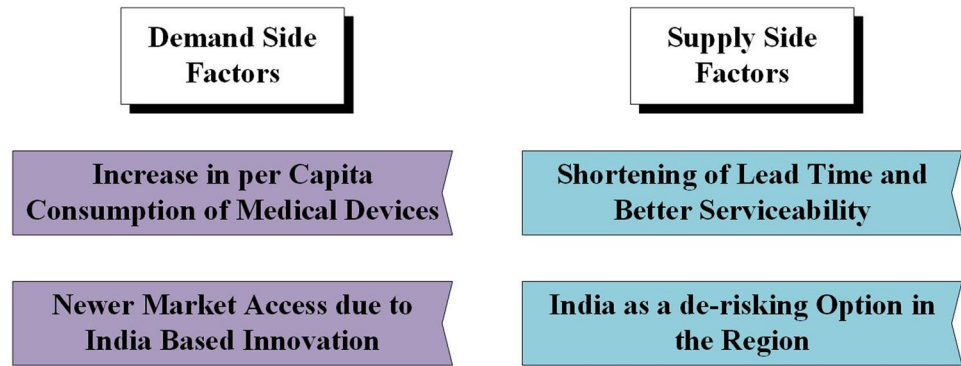 Demand Side
Factors
Increase in per Capita
Consumption of Medical Devices
Newer Market Access due to
India Based Innovation
Supply Side
Factors
Shortening of Lead Time and
Better Serviceability
India as a de-risking Option in
the Region